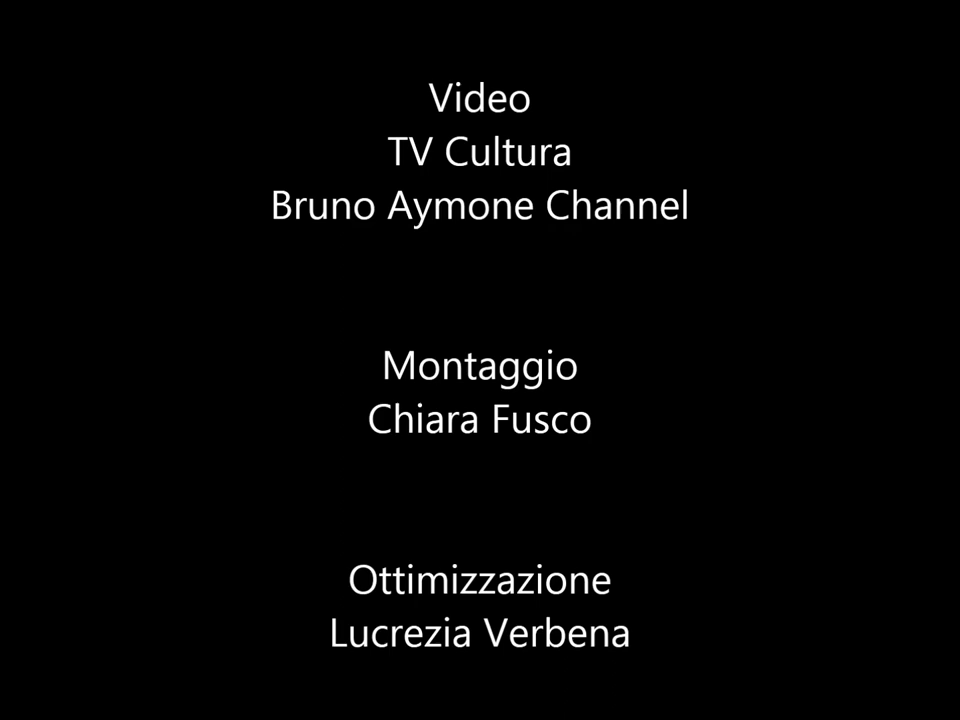 Video
TV Cultura
Bruno Aymone Channel
Montaggio
Chiara Fusco
Ottimizzazione
Lucrezia Verbena